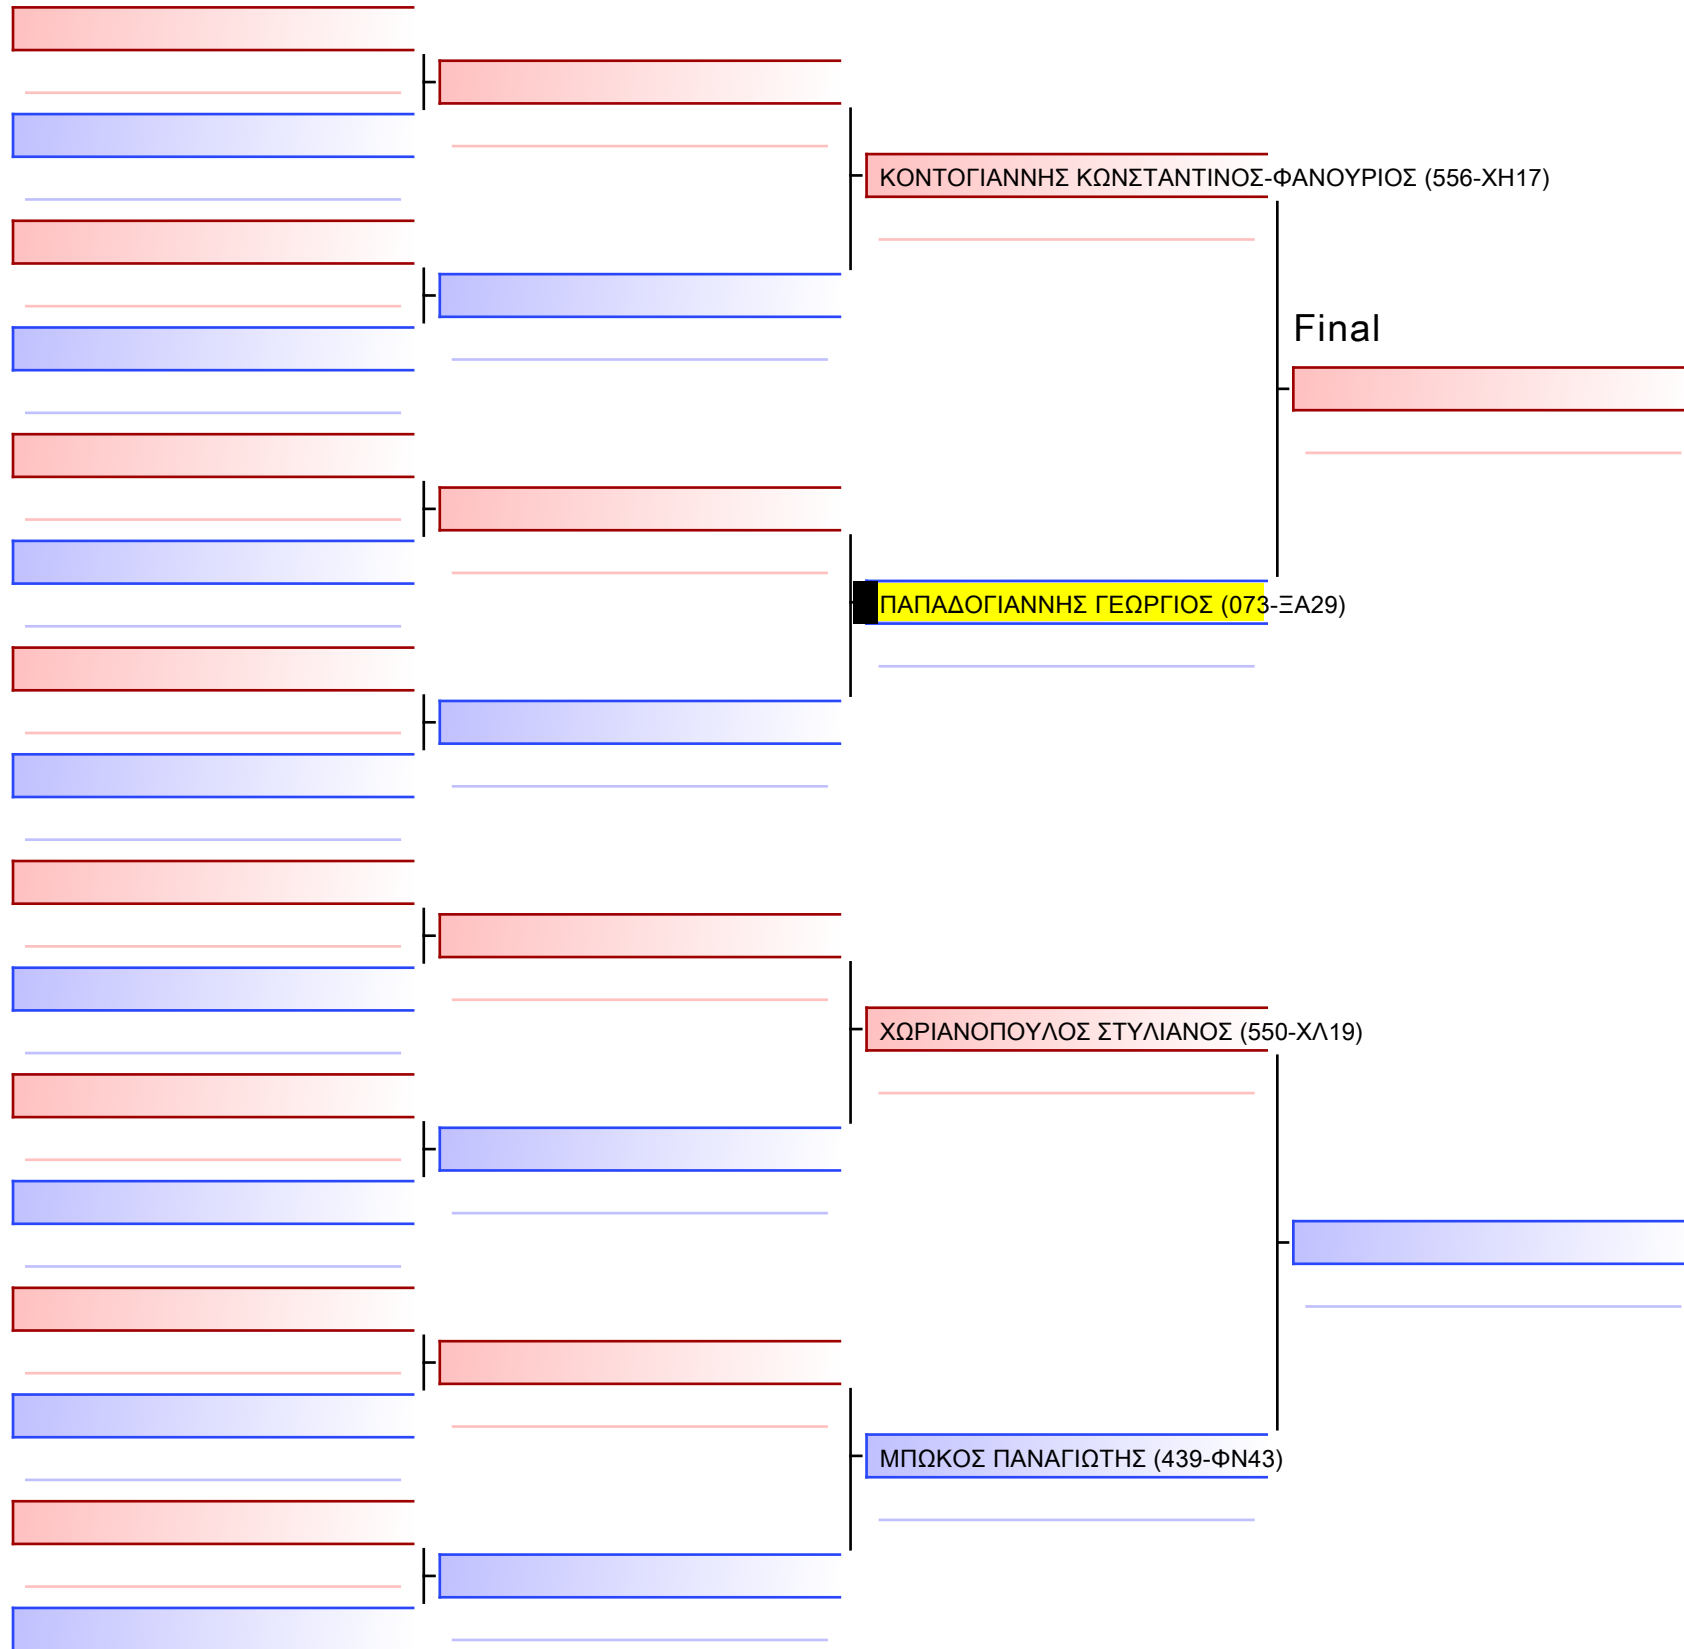 ΚΟΝΤΟΓΙΑΝΝΗΣ ΚΩΝΣΤΑΝΤΙΝΟΣ-ΦΑΝΟΥΡΙΟΣ (556-ΧΗ17)
Final
ΠΑΠΑΔΟΓΙΑΝΝΗΣ ΓΕΩΡΓΙΟΣ (073-ΞΑ29)
ΧΩΡΙΑΝΟΠΟΥΛΟΣ ΣΤΥΛΙΑΝΟΣ (550-ΧΛ19)
ΜΠΩΚΟΣ ΠΑΝΑΓΙΩΤΗΣ (439-ΦΝ43)